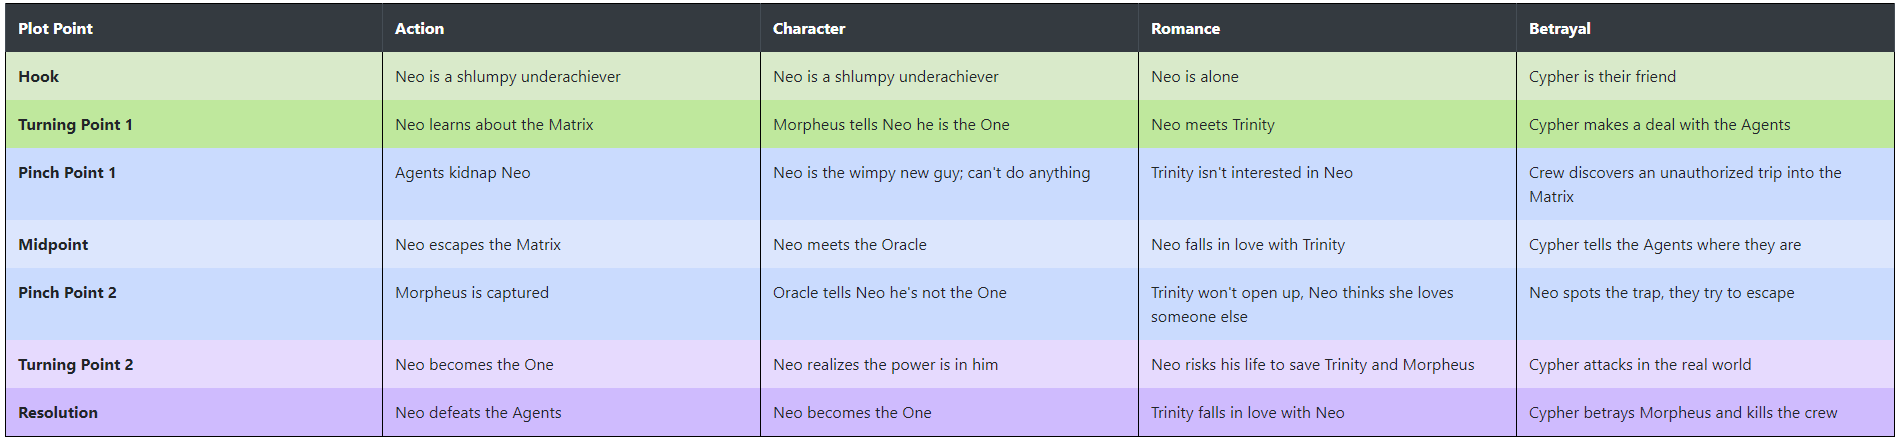 Plot Point Action Character Romance Betrayal
Hook Neo is a shlumpy underachiever Neo is a shlumpy underachiever Neo is alone Cypher is their friend
Turning Point 1 Neo learns about the Matrix Morpheus tells Neo he is the One Neo meets Trinity Cypher makes a deal with the Agents
Pinch Point 1 Agents kidnap Neo Neo is the wimpy new guy; can't do anything Trinity isn't interested in Neo Crew discovers an unauthorized trip into the
Matrix
Midpoint Neo escapes the Matrix Neo meets the Oracle Neo falls in love with Trinity Cypher tells the Agents where they are
Pinch Point 2 Morpheus is captured Oracle tells Neo he's not the One Trinity won't open up, Neo thinks she loves Neo spots the trap, they try to escape
someone else
Turning Point 2 Neo becomes the One Neo realizes the power is in him Neo risks his life to save Trinity and Morpheus Cypher attacks in the real world
Resolution Neo defeats the Agents Neo becomes the One Trinity falls in love with Neo Cypher betrays Morpheus and kills the crew